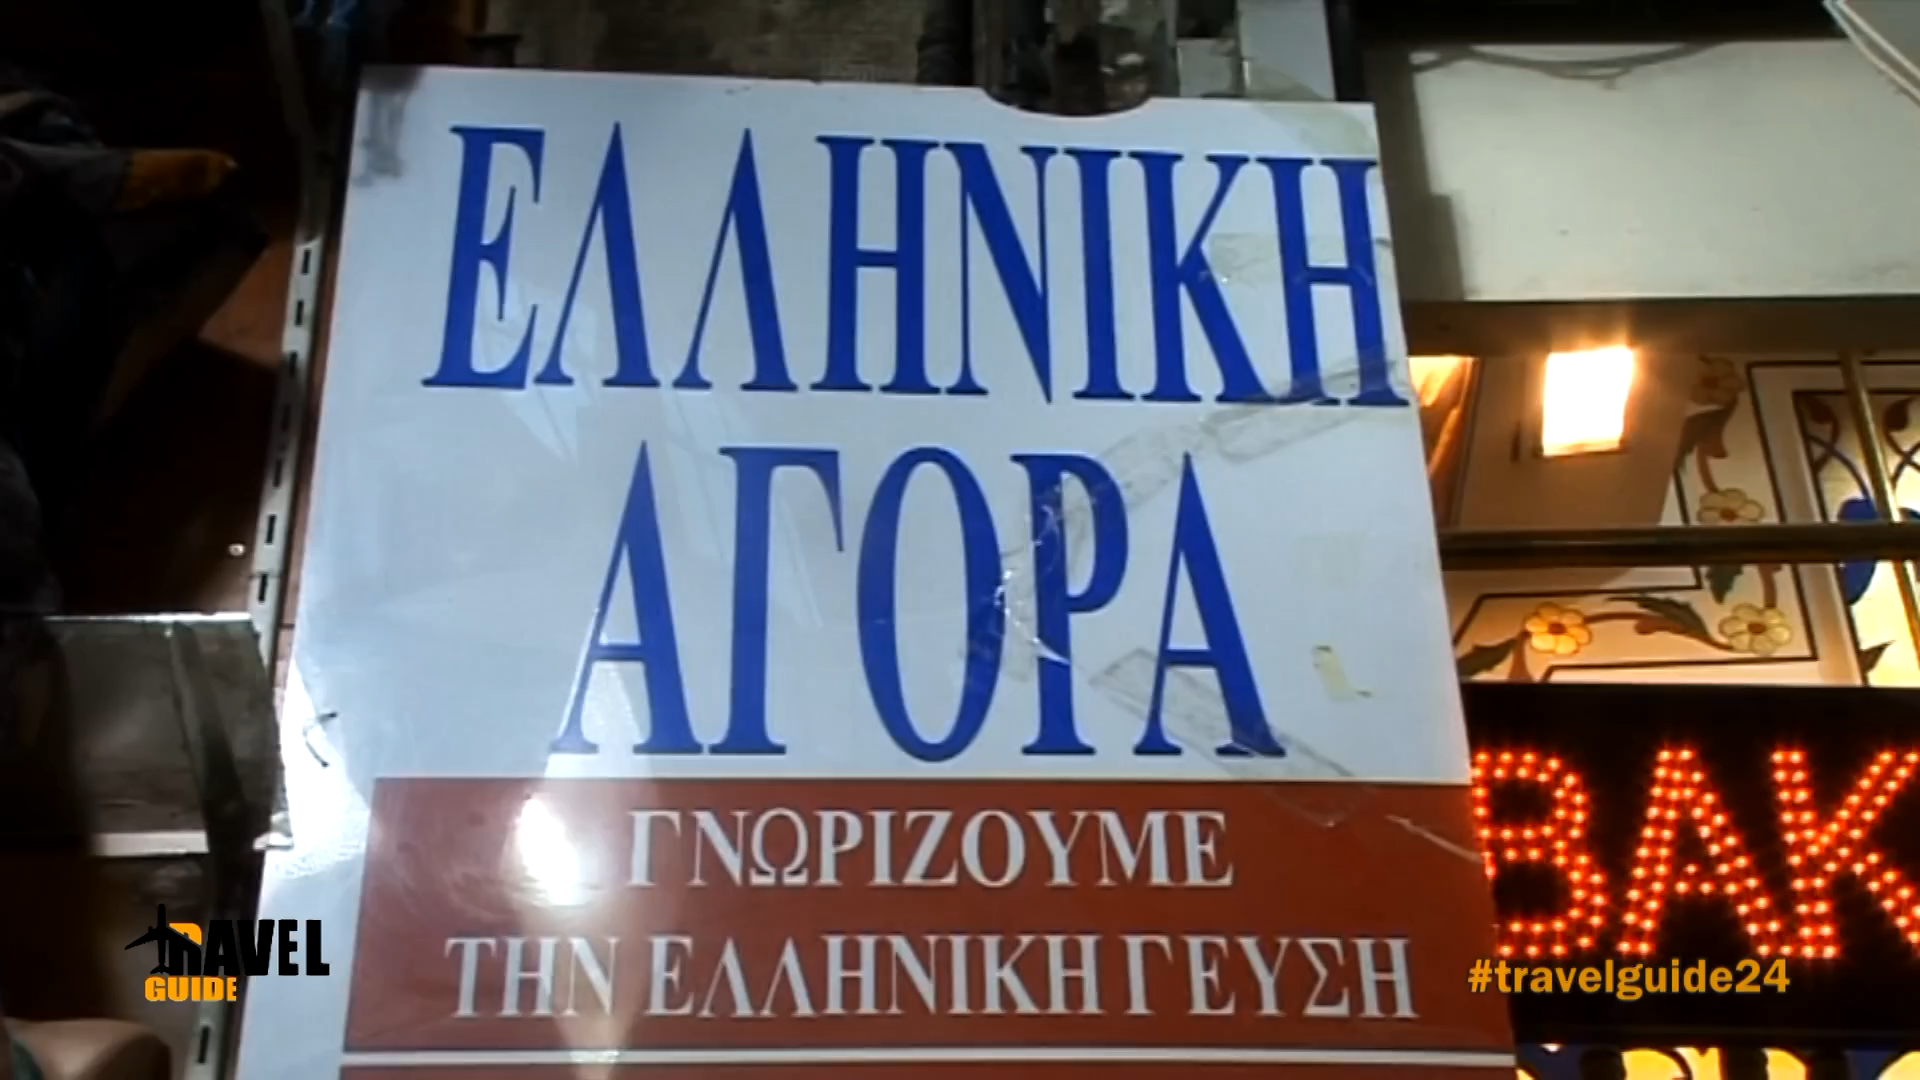 ΕΛΛΗΝΙΚΗ
ΑΓΟΡΑ
ΓΝΩΡΙΖΟΥΜΕ
ΤΗΝ ΕΛΛΗΝΙΚΗ ΓΕΥΣΗ
BAK
TRAVEL
GUIDE
#travelguide24